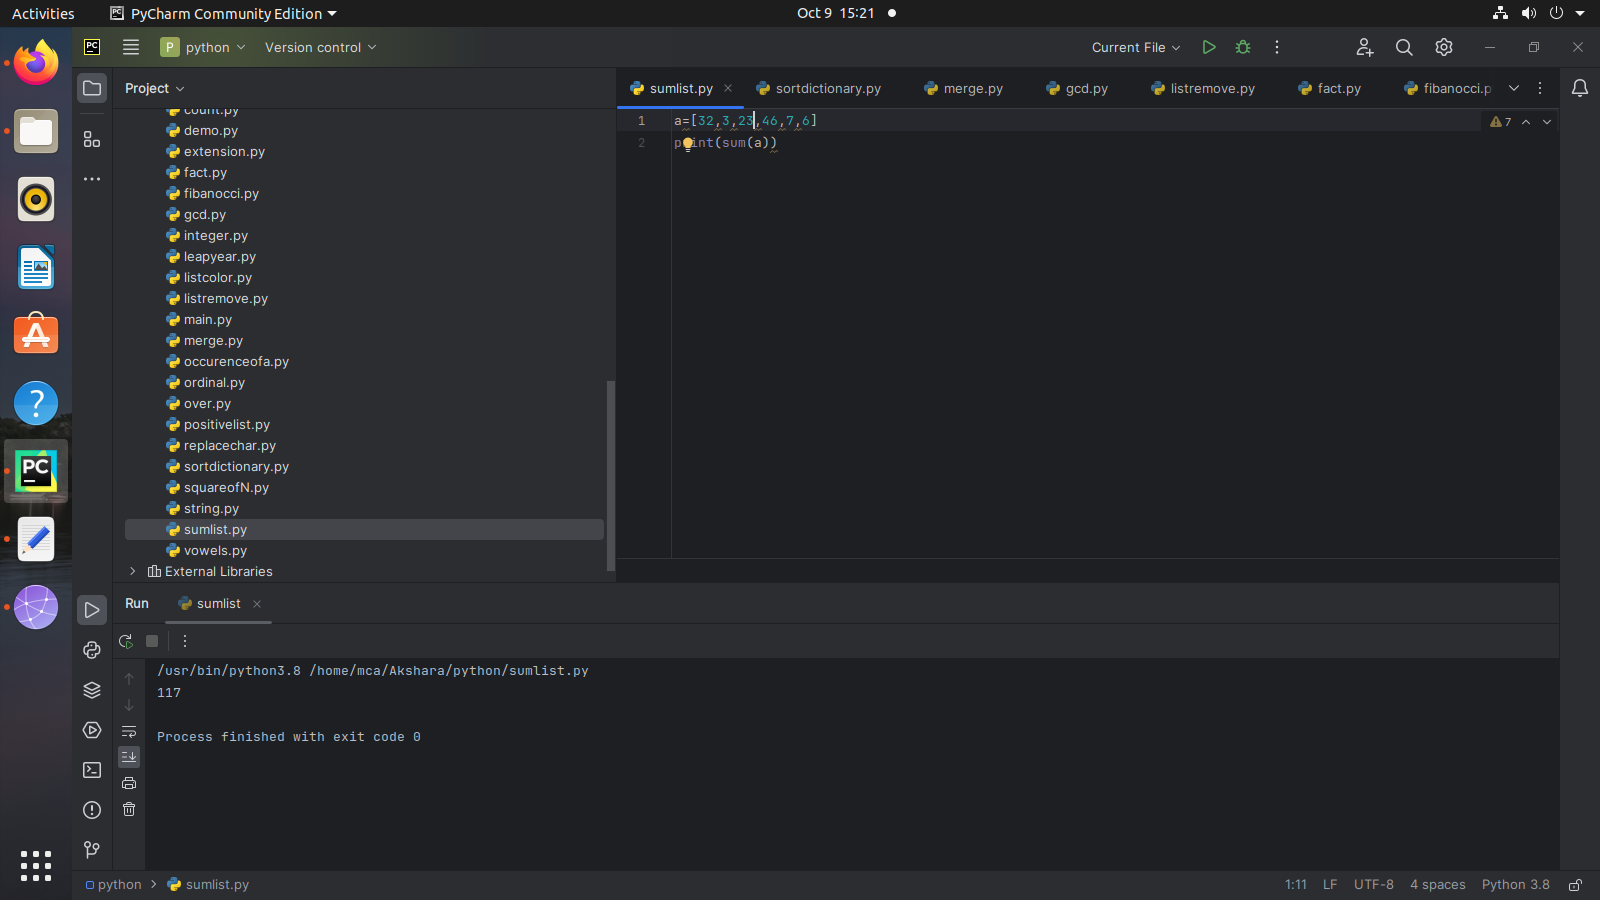 Activities PyCharm Community Edition Oct 9 15:21
PC P python Version control Current File
Project sumlist.py sortdictionary.py merge.py gcd.py listremove.py fact.py fibanocci.p
count.py
demo.py
extension.py
fact.py
fibanocci.py
gcd.py
integer.py
leapyear.py
listcolor.py
listremove.py
main.py
merge.py
occurenceofa.py
ordinal.py
over.py
positivelist.py
replacechar.py
sortdictionary.py
squareofN.py
string.py
sumlist.py
vowels.py
External Libraries
1 a=[32,3,23,46,7,6] 7
2 print(sum(a))
Run sumlist
/usr/bin/python3.8 /home/mca/Akshara/python/sumlist.py
117
Process finished with exit code 0
python sumlist.py 1:11 LF UTF-8 4 spaces Python 3.8
PC